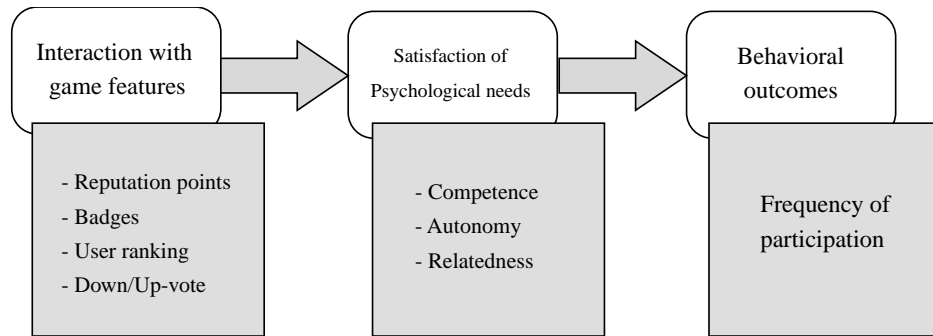 Interaction with
game features
- Reputation points
- Badges
- User ranking
- Down/Up-vote
Satisfaction of
Psychological needs
- Competence
- Autonomy
- Relatedness
Behavioral
outcomes
Frequency of
participation